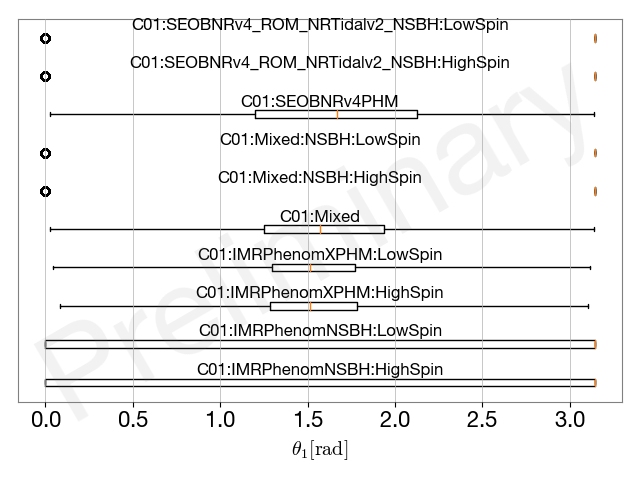 C01:SEOBNRv4_ROM_NRTidalv2_NSBH:LowSpin
C01:SEOBNRv4_ROM_NRTidalv2_NSBH:HighSpin
C01:SEOBNRv4PHM
C01:Mixed:NSBH:LowSpin
C01:Mixed:NSBH:HighSpin
C01:Mixed
C01:IMRPhenomXPHM:LowSpin
C01:IMRPhenomXPHM:HighSpin
C01:IMRPhenomNSBH:LowSpin
C01:IMRPhenomNSBH:HighSpin
Preliminary
0.0 0.5 1.0 1.5 2.0 2.5 3.0
θ₁[rad]